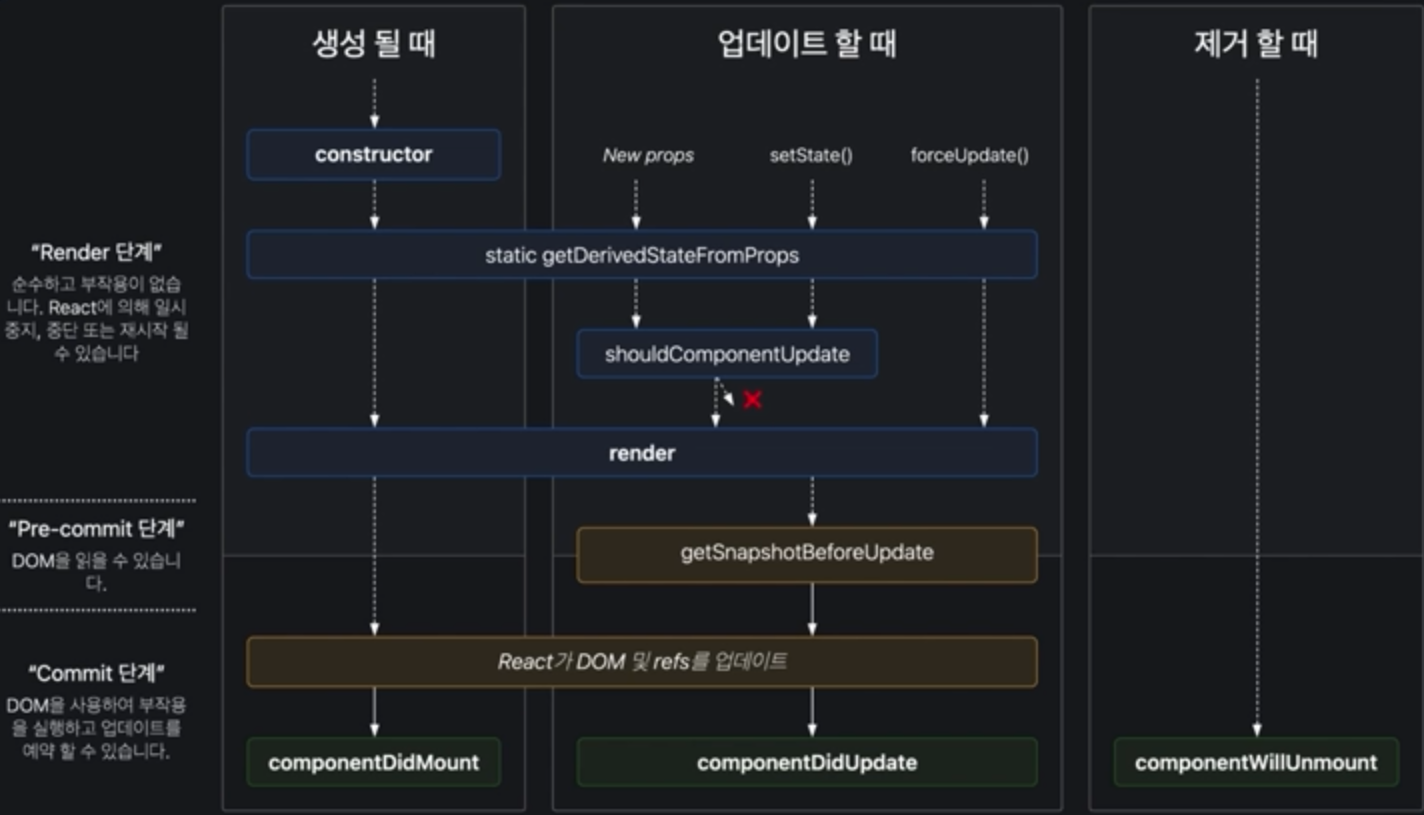 생성 될 때
업데이트 할 때
제거 할 때
constructor
New props
setState()
forceUpdate()
static getDerivedStateFromProps
shouldComponentUpdate
render
getSnapshotBeforeUpdate
React가 DOM 및 refs를 업데이트
componentDidMount
componentDidUpdate
componentWillUnmount
“Render 단계”
순수하고 부작용이 없습
니다. React에 의해 일시
중지, 중단 또는 재시작 될
수 있습니다
“Pre-commit 단계”
DOM을 읽을 수 있습니
다.
“Commit 단계”
DOM을 사용하여 부작용
을 실행하고 업데이트를
예약 할 수 있습니다.